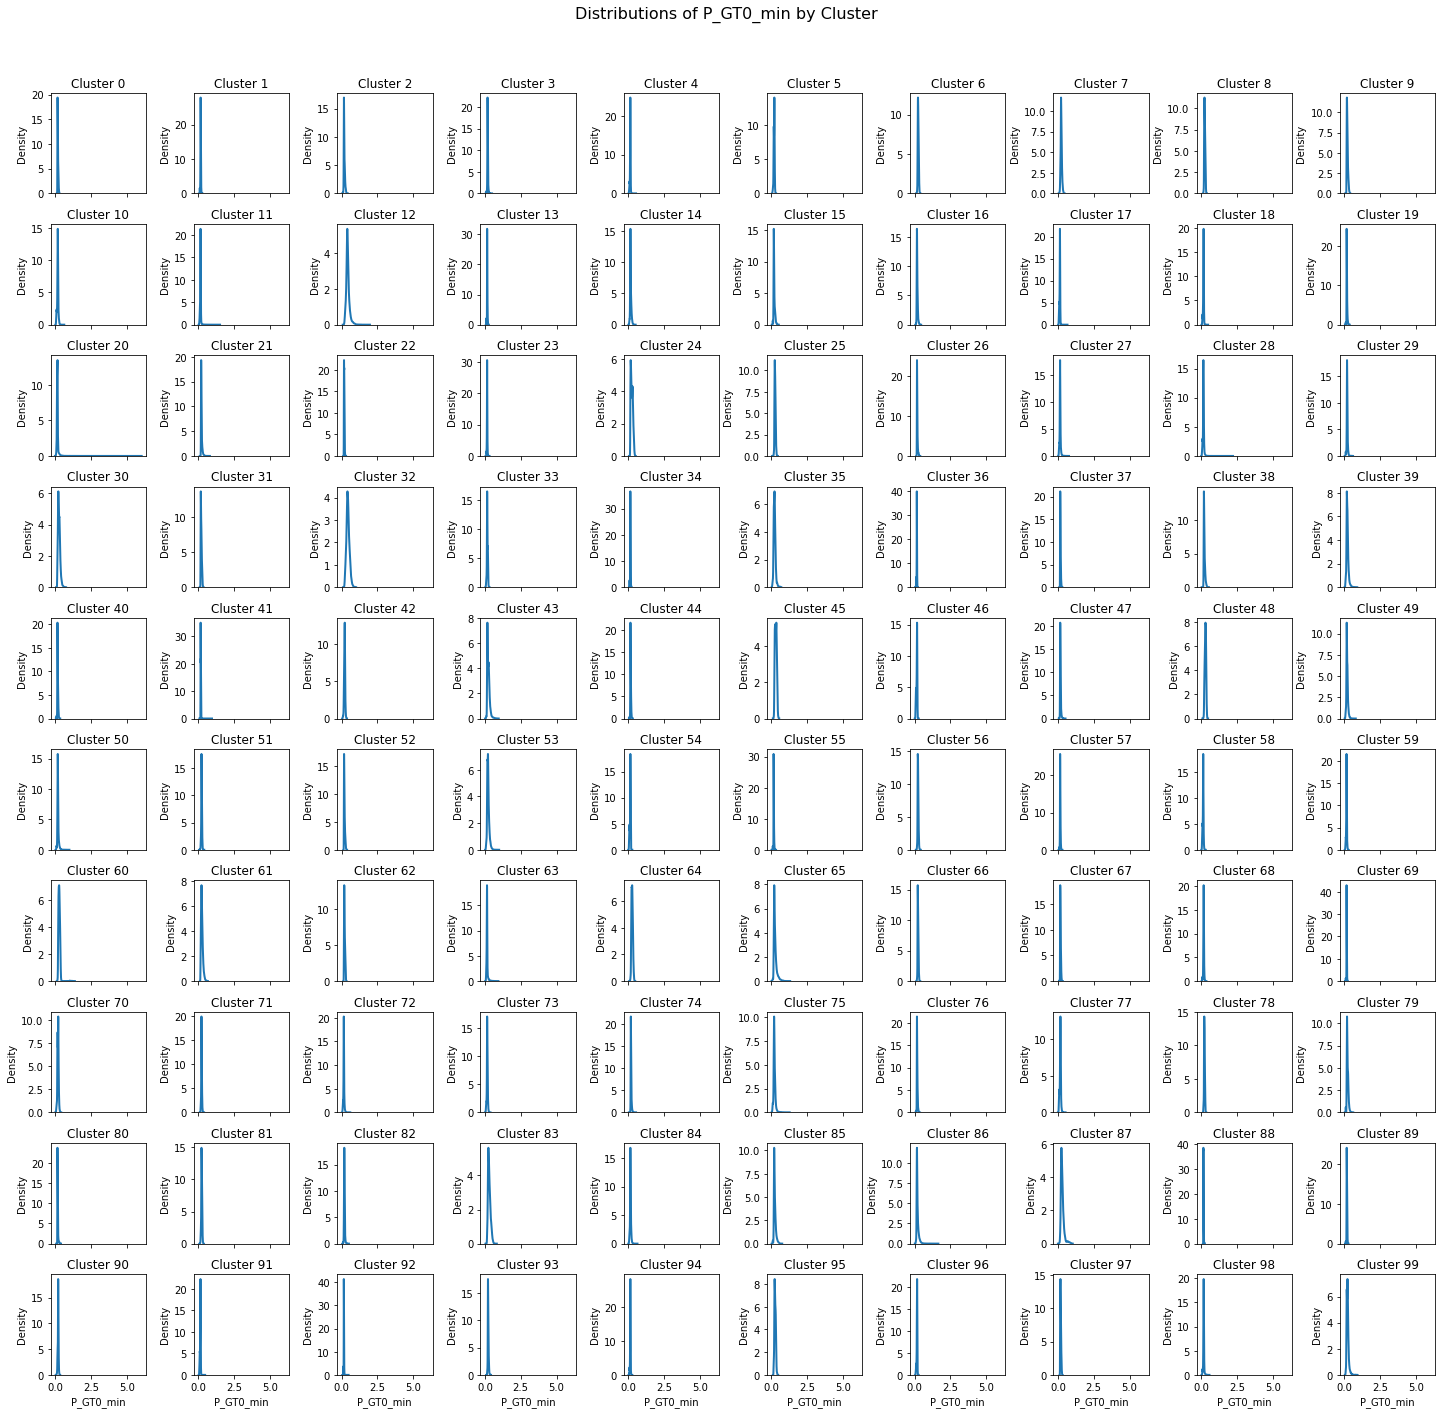 Distributions of P_GT0_min by Cluster
Cluster 0 Cluster 1 Cluster 2 Cluster 3 Cluster 4 Cluster 5 Cluster 6 Cluster 7 Cluster 8 Cluster 9
Density 20 15 10 5 0
Density 20 10 0
Density 15 10 5 0
Density 20 15 10 5 0
Density 20 10 0
Density 10 5 0
Density 10 5 0
Density 10.0 7.5 5.0 2.5 0.0
Density 10.0 7.5 5.0 2.5 0.0
Density 10.0 7.5 5.0 2.5 0.0
Cluster 10 Cluster 11 Cluster 12 Cluster 13 Cluster 14 Cluster 15 Cluster 16 Cluster 17 Cluster 18 Cluster 19
Density 15 10 5 0
Density 20 15 10 5 0
Density 4 2 0
Density 30 20 10 0
Density 15 10 5 0
Density 15 10 5 0
Density 15 10 5 0
Density 20 15 10 5 0
Density 20 15 10 5 0
Density 20 10 0
Cluster 20 Cluster 21 Cluster 22 Cluster 23 Cluster 24 Cluster 25 Cluster 26 Cluster 27 Cluster 28 Cluster 29
Density 10 5 0
Density 20 15 10 5 0
Density 20 15 10 5 0
Density 30 20 10 0
Density 6 4 2 0
Density 10.0 7.5 5.0 2.5 0.0
Density 20 10 0
Density 15 10 5 0
Density 15 10 5 0
Density 15 10 5 0
Cluster 30 Cluster 31 Cluster 32 Cluster 33 Cluster 34 Cluster 35 Cluster 36 Cluster 37 Cluster 38 Cluster 39
Density 6 4 2 0
Density 10 5 0
Density 4 3 2 1 0
Density 15 10 5 0
Density 30 20 10 0
Density 6 4 2 0
Density 40 30 20 10 0
Density 20 15 10 5 0
Density 10 5 0
Density 8 6 4 2 0
Cluster 40 Cluster 41 Cluster 42 Cluster 43 Cluster 44 Cluster 45 Cluster 46 Cluster 47 Cluster 48 Cluster 49
Density 20 15 10 5 0
Density 30 20 10 0
Density 10 5 0
Density 8 6 4 2 0
Density 20 15 10 5 0
Density 4 2 0
Density 15 10 5 0
Density 20 15 10 5 0
Density 8 6 4 2 0
Density 10.0 7.5 5.0 2.5 0.0
Cluster 50 Cluster 51 Cluster 52 Cluster 53 Cluster 54 Cluster 55 Cluster 56 Cluster 57 Cluster 58 Cluster 59
Density 15 10 5 0
Density 15 10 5 0
Density 15 10 5 0
Density 6 4 2 0
Density 15 10 5 0
Density 30 20 10 0
Density 15 10 5 0
Density 20 10 0
Density 15 10 5 0
Density 20 15 10 5 0
Cluster 60 Cluster 61 Cluster 62 Cluster 63 Cluster 64 Cluster 65 Cluster 66 Cluster 67 Cluster 68 Cluster 69
Density 6 4 2 0
Density 8 6 4 2 0
Density 10 5 0
Density 15 10 5 0
Density 6 4 2 0
Density 8 6 4 2 0
Density 15 10 5 0
Density 15 10 5 0
Density 20 15 10 5 0
Density 40 30 20 10 0
Cluster 70 Cluster 71 Cluster 72 Cluster 73 Cluster 74 Cluster 75 Cluster 76 Cluster 77 Cluster 78 Cluster 79
Density 10.0 7.5 5.0 2.5 0.0
Density 20 15 10 5 0
Density 20 15 10 5 0
Density 15 10 5 0
Density 20 15 10 5 0
Density 10.0 7.5 5.0 2.5 0.0
Density 20 15 10 5 0
Density 10 5 0
Density 15 10 5 0
Density 10.0 7.5 5.0 2.5 0.0
Cluster 80 Cluster 81 Cluster 82 Cluster 83 Cluster 84 Cluster 85 Cluster 86 Cluster 87 Cluster 88 Cluster 89
Density 20 15 10 5 0
Density 15 10 5 0
Density 15 10 5 0
Density 4 2 0
Density 15 10 5 0
Density 10.0 7.5 5.0 2.5 0.0
Density 10.0 7.5 5.0 2.5 0.0
Density 6 4 2 0
Density 40 30 20 10 0
Density 20 10 0
Cluster 90 Cluster 91 Cluster 92 Cluster 93 Cluster 94 Cluster 95 Cluster 96 Cluster 97 Cluster 98 Cluster 99
Density 15 10 5 0
Density 20 15 10 5 0
Density 40 30 20 10 0
Density 15 10 5 0
Density 20 10 0
Density 8 6 4 2 0
Density 20 15 10 5 0
Density 15 10 5 0
Density 20 15 10 5 0
Density 6 4 2 0
0.0 2.5 5.0 0.0 2.5 5.0 0.0 2.5 5.0 0.0 2.5 5.0 0.0 2.5 5.0 0.0 2.5 5.0 0.0 2.5 5.0 0.0 2.5 5.0 0.0 2.5 5.0 0.0 2.5 5.0
P_GT0_min P_GT0_min P_GT0_min P_GT0_min P_GT0_min P_GT0_min P_GT0_min P_GT0_min P_GT0_min P_GT0_min